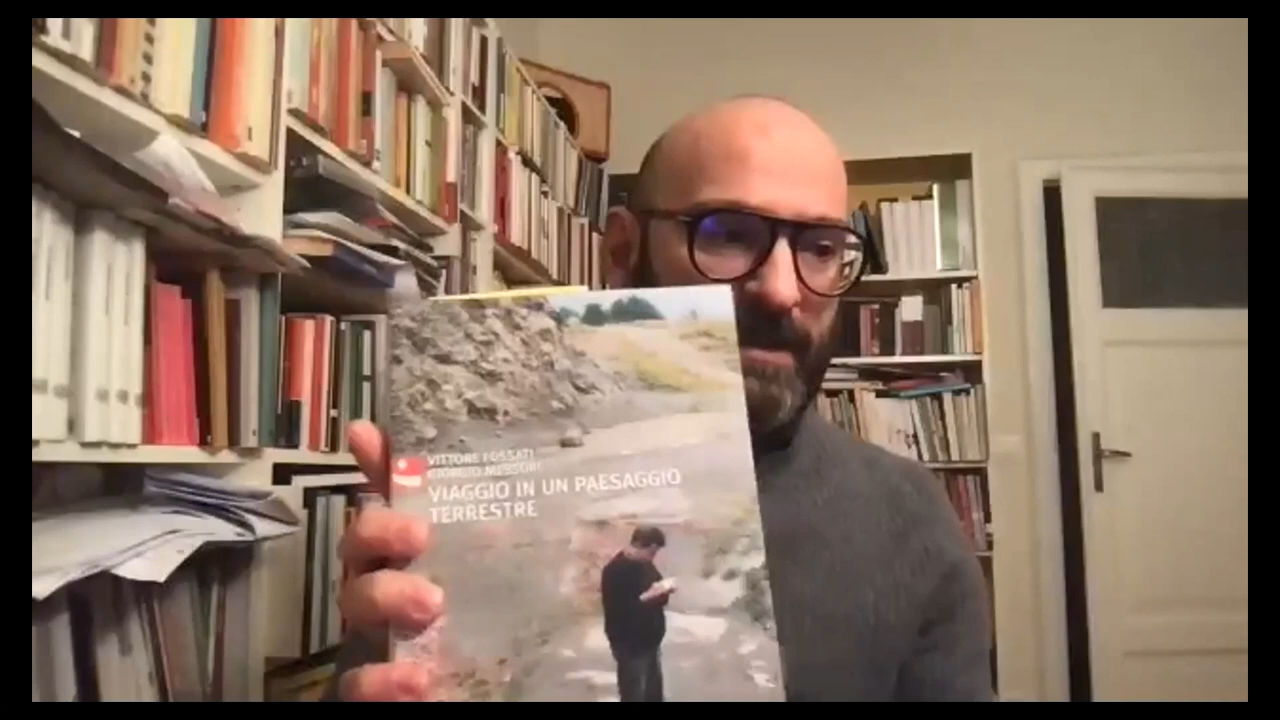 VITTORE FOSSATI
GIORGIO MESSORI
VIAGGIO IN UN PAESAGGIO
TERRESTRE